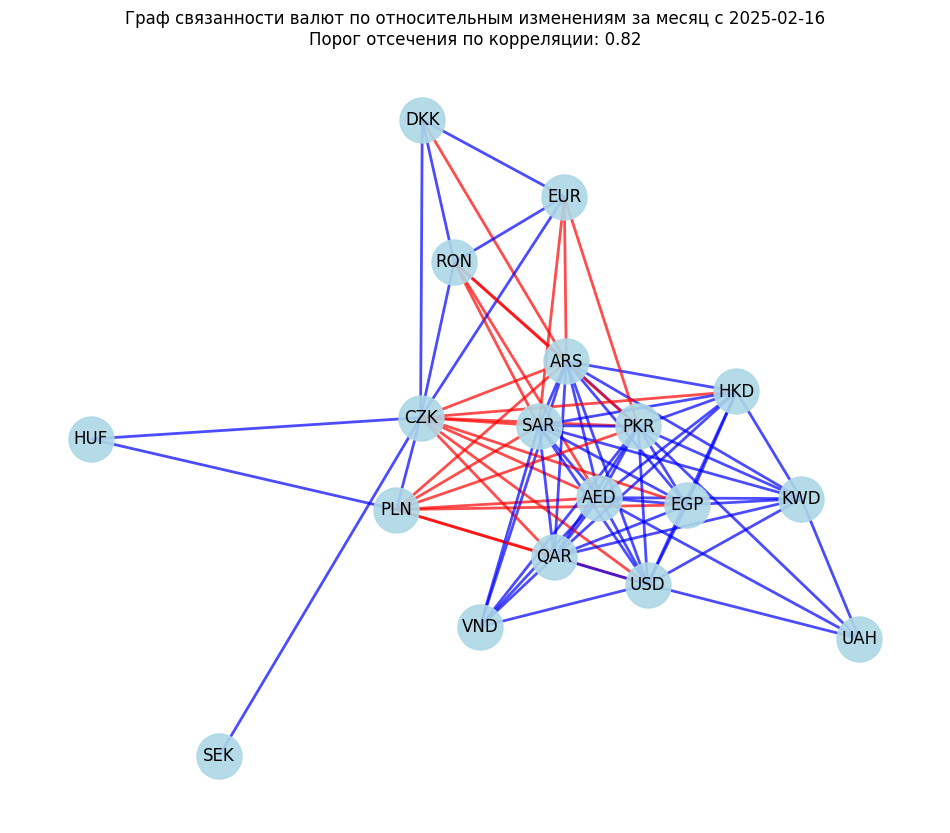 Граф связанности валют по относительным изменениям за месяц с 2025-02-16
Порог отсечения по корреляции: 0.82
DKK
EUR
RON
ARS
HKD
CZK
SAR
PKR
HUF
AED
EGP
KWD
PLN
QAR
USD
VND
UAH
SEK